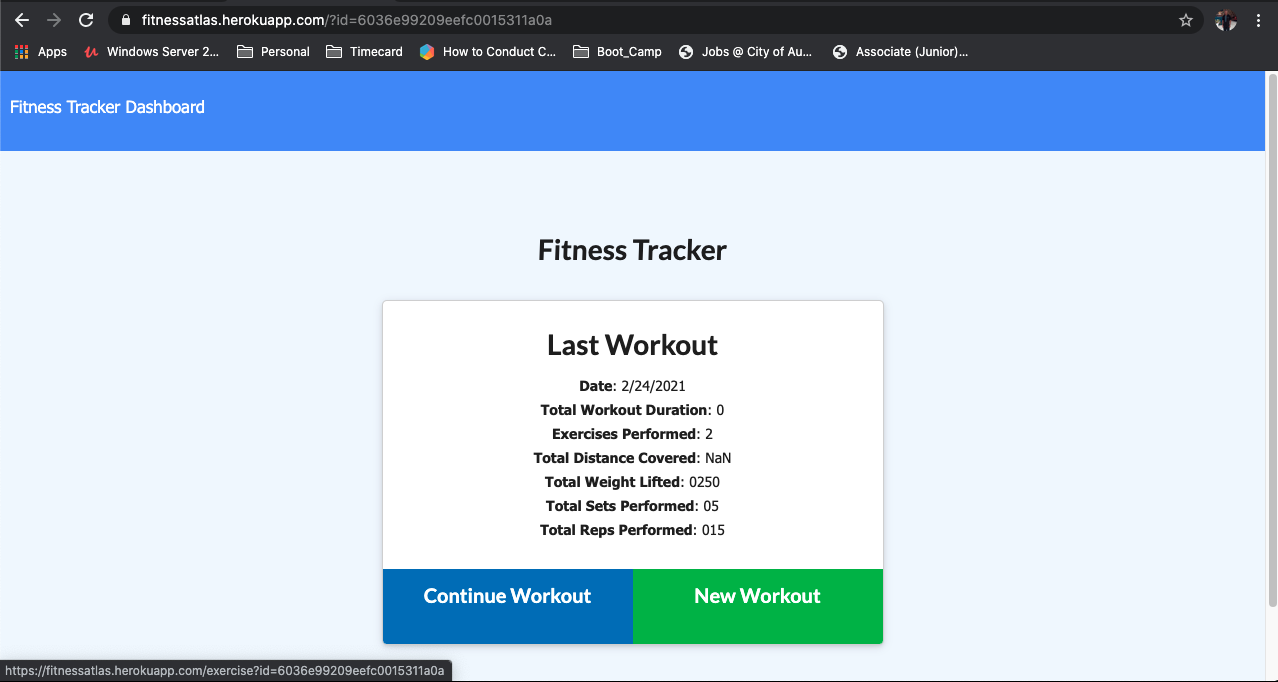 fitnessatlas.herokuapp.com/?id=6036e99209eefc0015311a0a
Apps Windows Server 2... Personal Timecard How to Conduct C... Boot_Camp Jobs @ City of Au... Associate (Junior)...
Fitness Tracker Dashboard
Fitness Tracker
Last Workout
Date: 2/24/2021
Total Workout Duration: 0
Exercises Performed: 2
Total Distance Covered: NaN
Total Weight Lifted: 0250
Total Sets Performed: 05
Total Reps Performed: 015
Continue Workout New Workout
https://fitnessatlas.herokuapp.com/exercise?id=6036e99209eefc0015311a0a